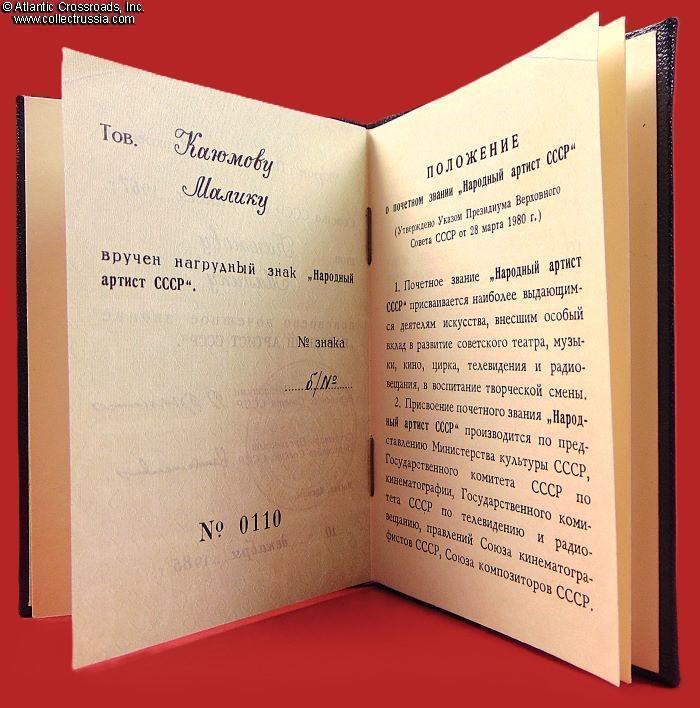 © Atlantic Crossroads, Inc.
www.collectrussia.com
Тов. Каюмову
Малику
вручен нагрудный знак „Народный
артист СССР“.
№ знака
б/№
№ 0110
ПОЛОЖЕНИЕ
о почетном звании „Народный артист СССР“
(Утверждено Указом Президиума Верховного
Совета СССР от 28 марта 1980 г.)
1. Почетное звание „Народный артист
СССР“ присваивается наиболее выдающим-
ся деятелям искусства, внесшим особый
вклад в развитие советского театра, музы-
ки, кино, цирка, телевидения и радио-
вещания, в воспитание творческой смены.
2. Присвоение почетного звания „Народ-
ный артист СССР“ производится по пред-
ставлению Министерства культуры СССР,
Государственного комитета СССР по
кинематографии, Государственного коми-
тета СССР по телевидению и радио-
вещанию, правлений Союза кинематогра-
фистов СССР, Союза композиторов СССР.